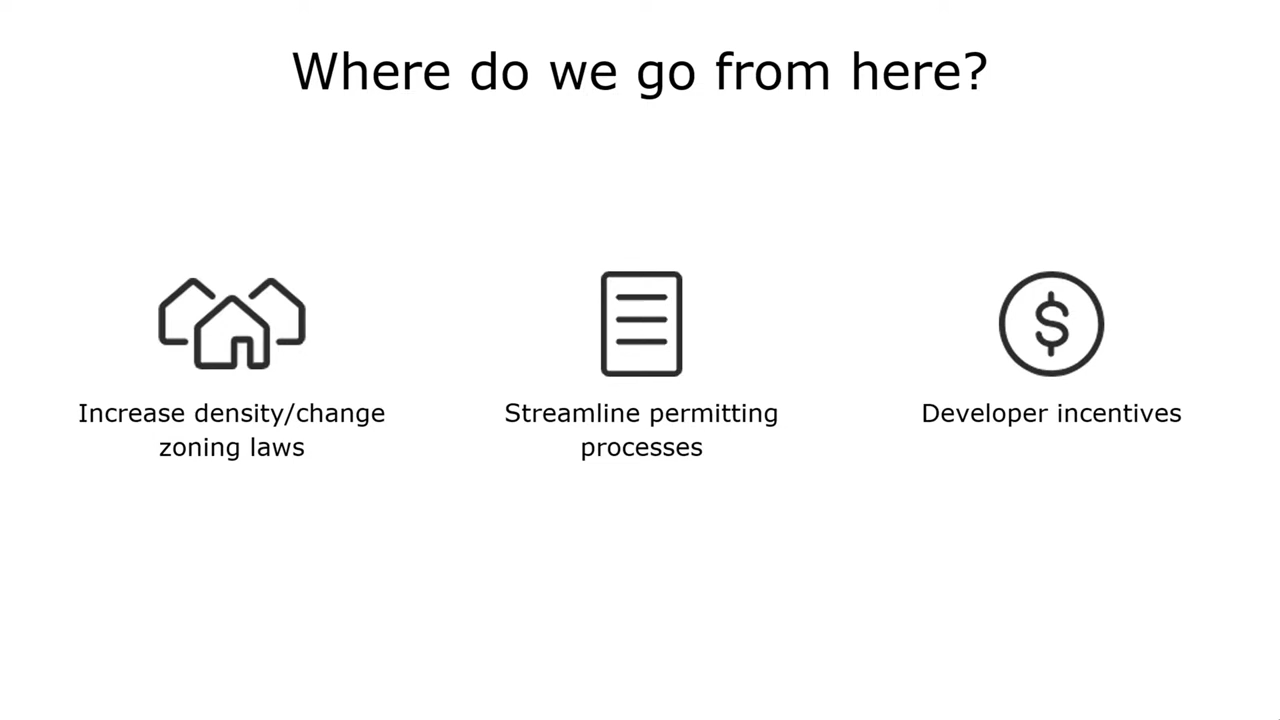 Where do we go from here?
Increase density/change
zoning laws
Streamline permitting
processes
Developer incentives